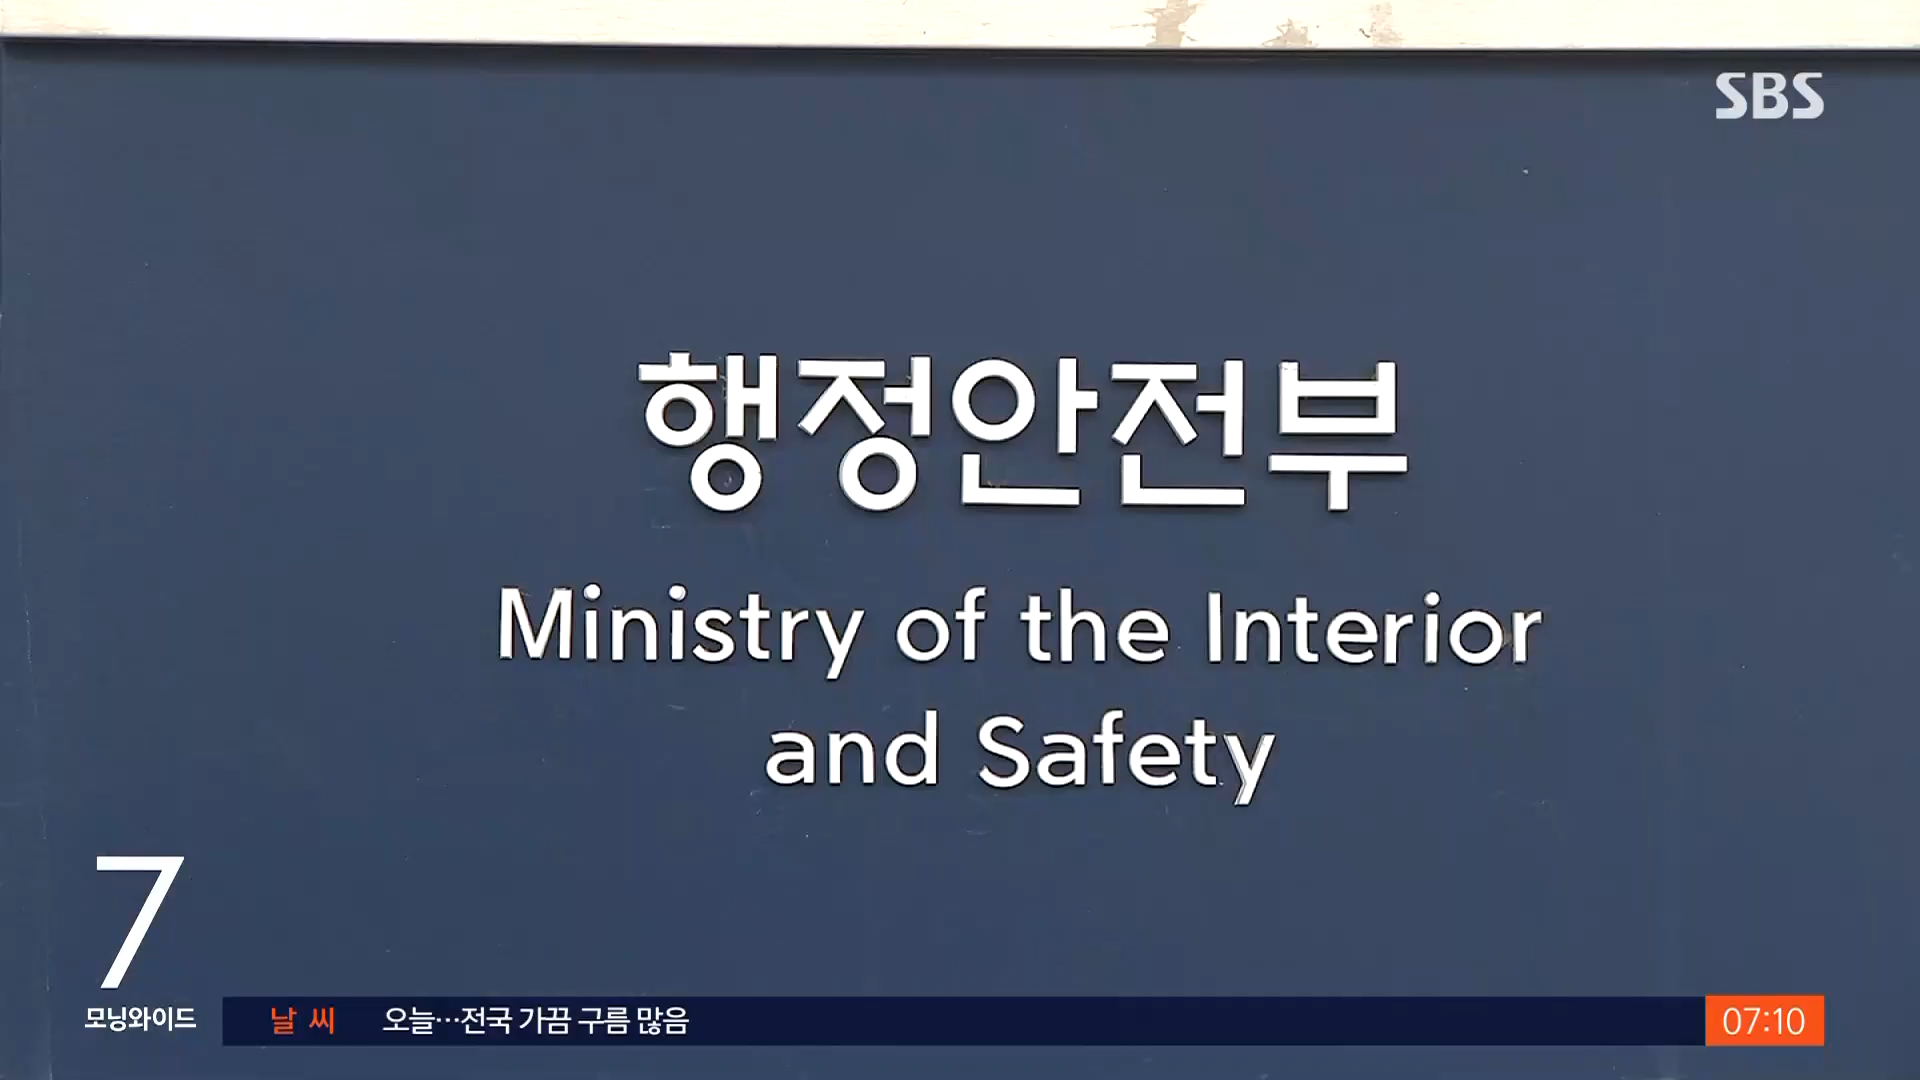 SBS
행정안전부
Ministry of the Interior
and Safety
7
모닝와이드
날씨 오늘…전국 가끔 구름 많음 07:10